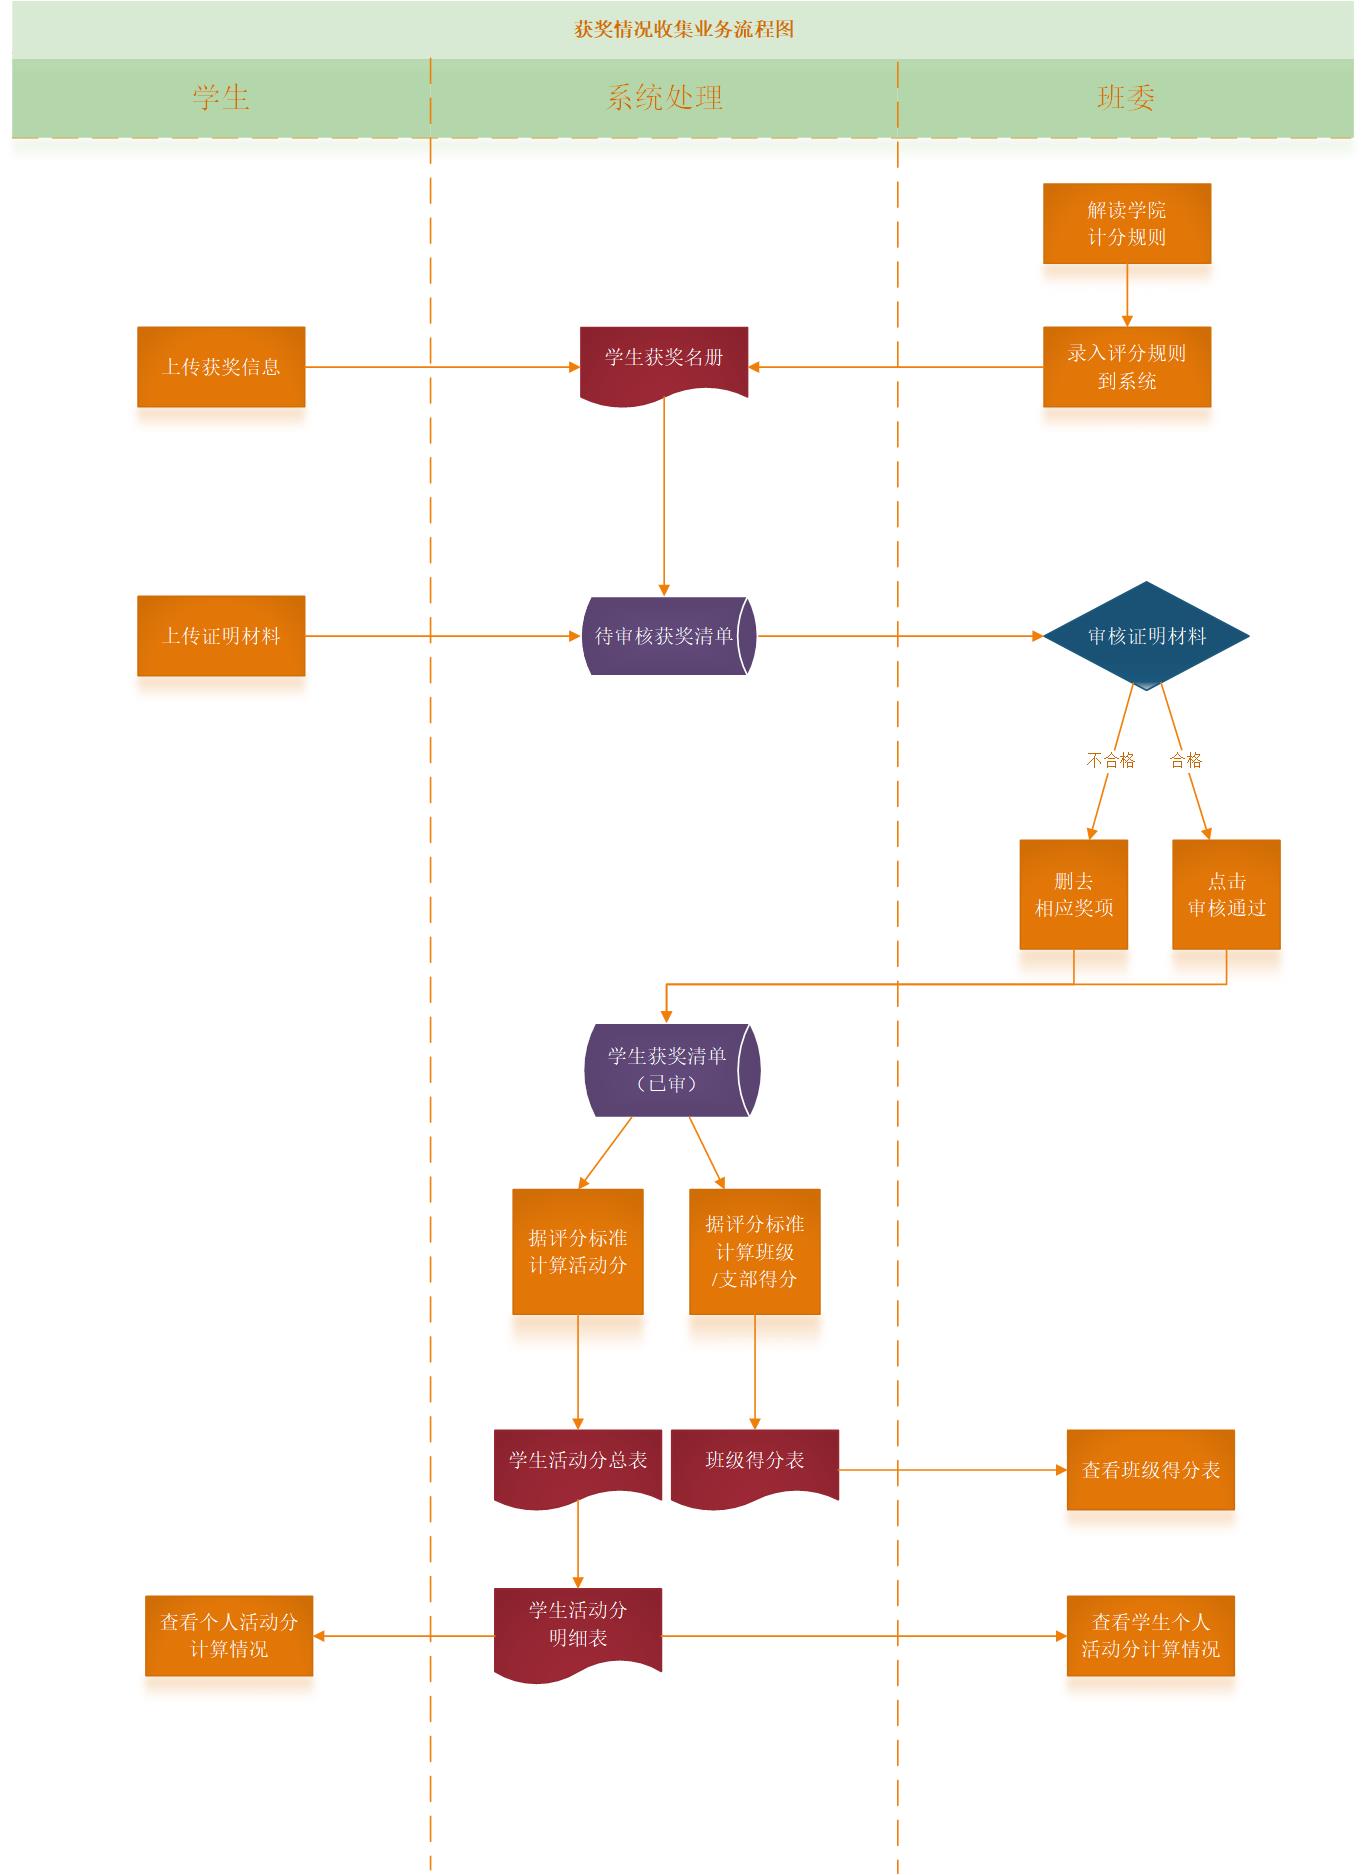 获奖情况收集业务流程图
学生
系统处理
班委
解读学院
计分规则
上传获奖信息
学生获奖名册
录入评分规则
到系统
上传证明材料
待审核获奖清单
审核证明材料
不合格
合格
删去
相应奖项
点击
审核通过
学生获奖清单
（已审）
据评分标准
计算活动分
据评分标准
计算班级
/支部得分
学生活动分总表
班级得分表
查看班级得分表
查看个人活动分
计算情况
学生活动分
明细表
查看学生个人
活动分计算情况